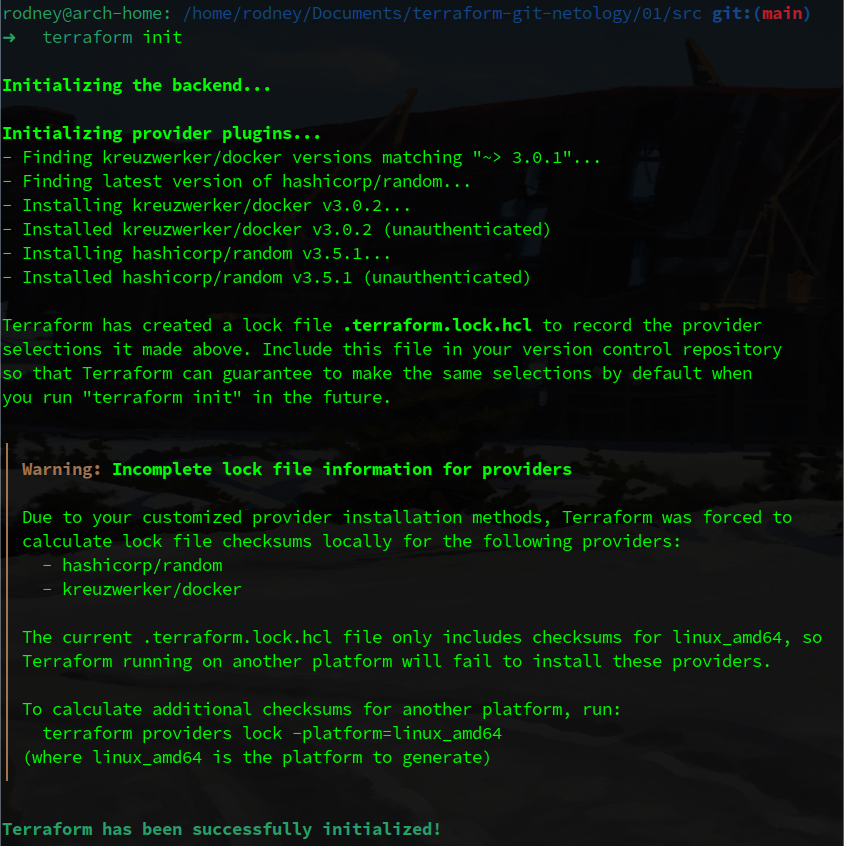 rodney@arch-home: /home/rodney/Documents/terraform-git-netology/01/src git:(main)
➜  terraform init
Initializing the backend...
Initializing provider plugins...
- Finding kreuzwerker/docker versions matching "~> 3.0.1"...
- Finding latest version of hashicorp/random...
- Installing kreuzwerker/docker v3.0.2...
- Installed kreuzwerker/docker v3.0.2 (unauthenticated)
- Installing hashicorp/random v3.5.1...
- Installed hashicorp/random v3.5.1 (unauthenticated)
Terraform has created a lock file .terraform.lock.hcl to record the provider
selections it made above. Include this file in your version control repository
so that Terraform can guarantee to make the same selections by default when
you run "terraform init" in the future.
Warning: Incomplete lock file information for providers
Due to your customized provider installation methods, Terraform was forced to
calculate lock file checksums locally for the following providers:
- hashicorp/random
- kreuzwerker/docker
The current .terraform.lock.hcl file only includes checksums for linux_amd64, so
Terraform running on another platform will fail to install these providers.
To calculate additional checksums for another platform, run:
terraform providers lock -platform=linux_amd64
(where linux_amd64 is the platform to generate)
Terraform has been successfully initialized!